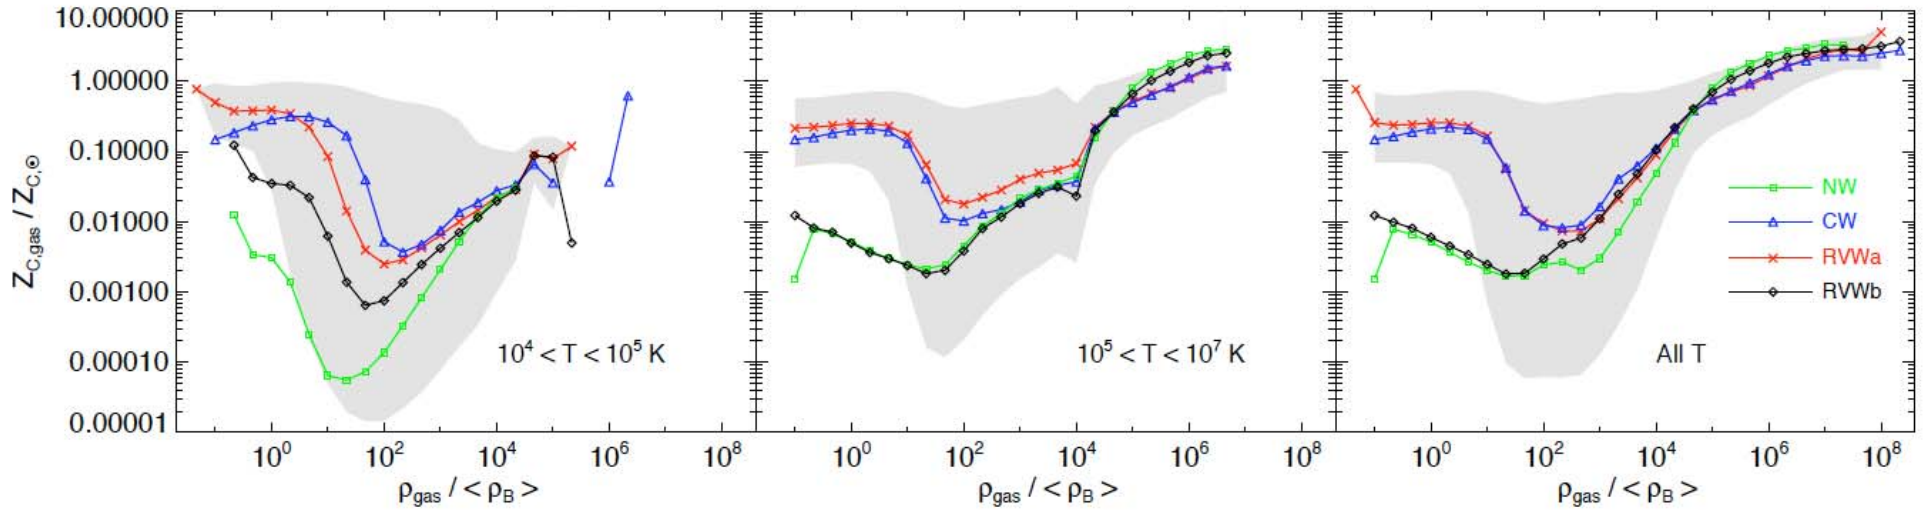 Z_C,gas / Z_C,⊙
10.00000
1.00000
0.10000
0.01000
0.00100
0.00010
0.00001
10^4 < T < 10^5 K
10^5 < T < 10^7 K
All T
NW
CW
RVWa
RVWb
10^0 10^2 10^4 10^6 10^8
10^0 10^2 10^4 10^6 10^8
10^0 10^2 10^4 10^6 10^8
ρ_gas / < ρ_B >
ρ_gas / < ρ_B >
ρ_gas / < ρ_B >